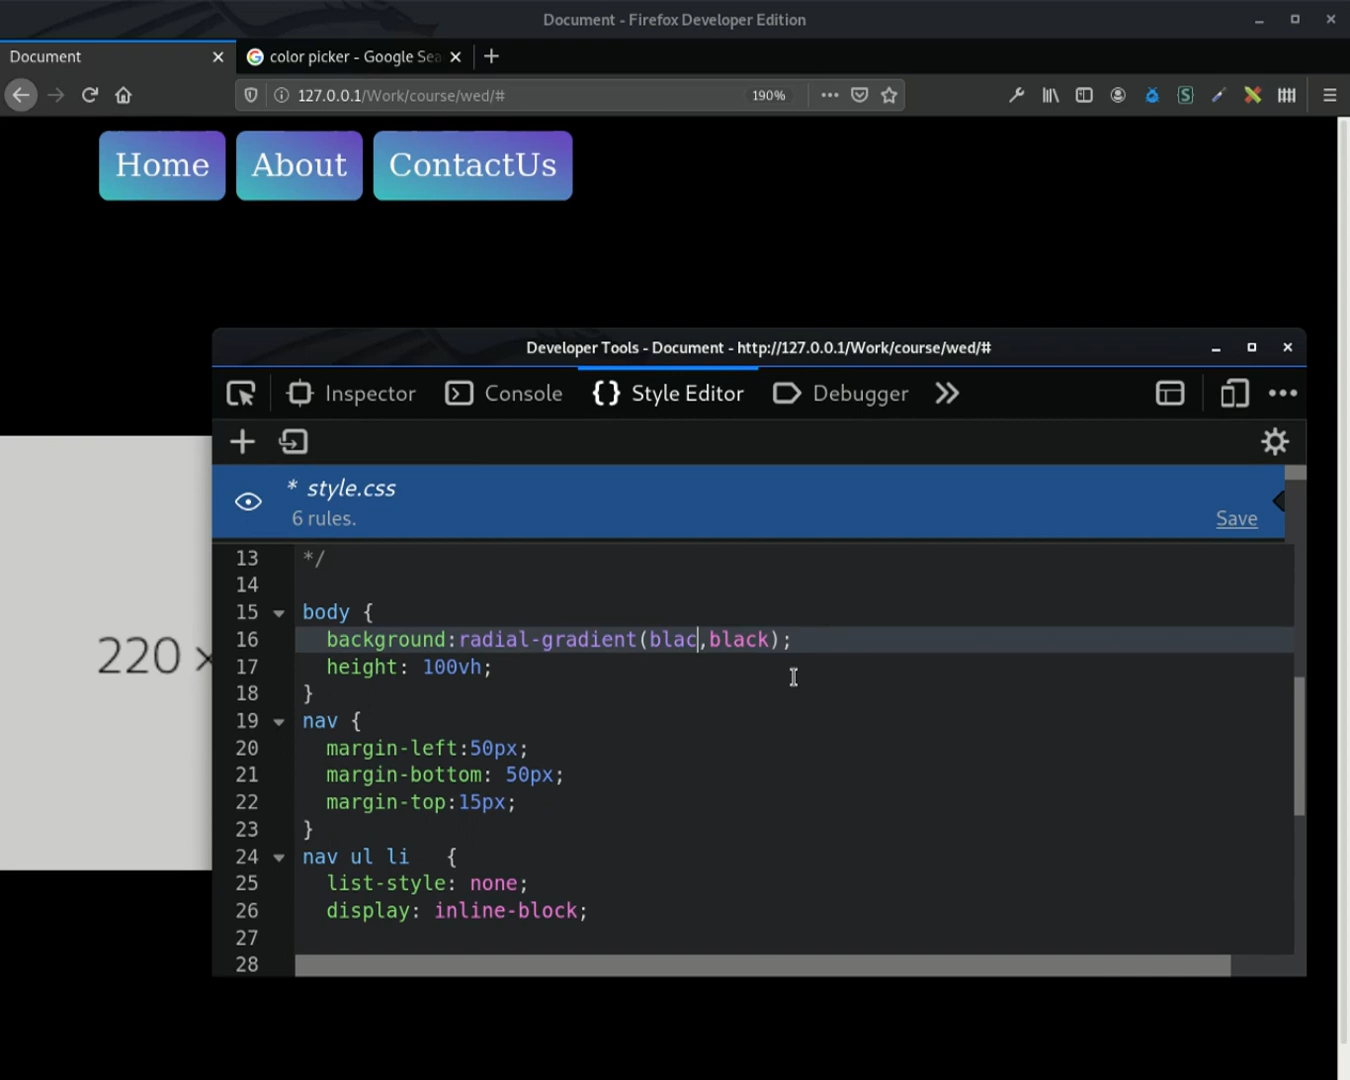 Document - Firefox Developer Edition
Document
color picker - Google Sea
127.0.0.1/Work/course/wed/#
190%
Home
About
ContactUs
220 ×
Developer Tools - Document - http://127.0.0.1/Work/course/wed/#
Inspector
Console
{} Style Editor
Debugger
* style.css
6 rules.
Save
13 */
14
15 body {
16 background:radial-gradient(blac,black);
17 height: 100vh;
18 }
19 nav {
20 margin-left:50px;
21 margin-bottom: 50px;
22 margin-top:15px;
23 }
24 nav ul li {
25 list-style: none;
26 display: inline-block;
27
28